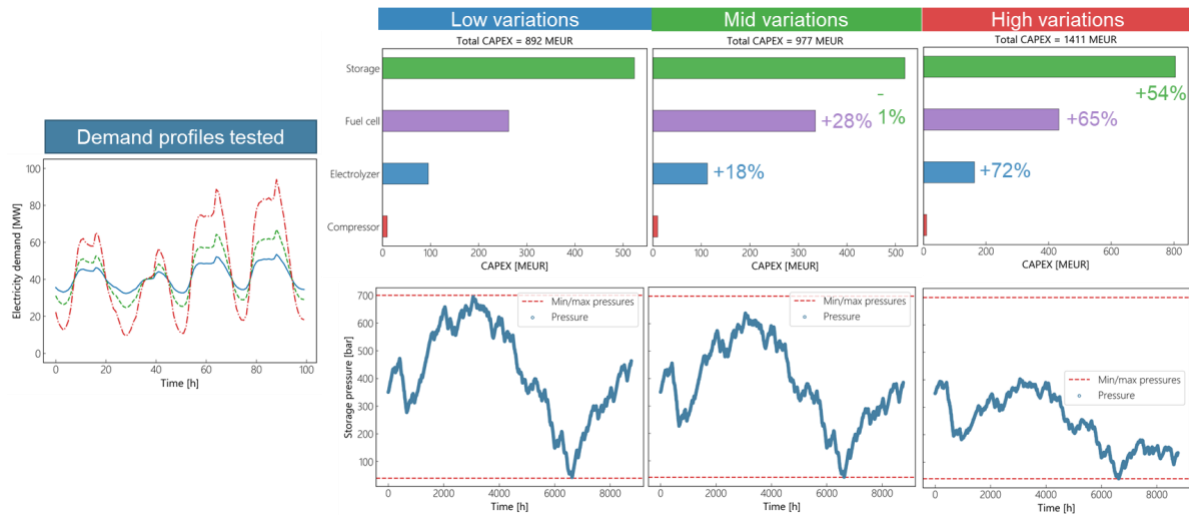 Low variations
Mid variations
High variations
Total CAPEX = 892 MEUR
Total CAPEX = 977 MEUR
Total CAPEX = 1411 MEUR
Storage
Fuel cell
Electrolyzer
Compressor
0 100 200 300 400 500
CAPEX [MEUR]
-
1%
+28%
+18%
0 100 200 300 400 500
CAPEX [MEUR]
+54%
+65%
+72%
0 200 400 600 800
CAPEX [MEUR]
Demand profiles tested
Electricity demand [MW]
100
80
60
40
20
0
0 20 40 60 80 100
Time [h]
Storage pressure [bar]
700
600
500
400
300
200
100
Min/max pressures
Pressure
0 2000 4000 6000 8000
Time [h]
Min/max pressures
Pressure
0 2000 4000 6000 8000
Time [h]
Min/max pressures
Pressure
0 2000 4000 6000 8000
Time [h]